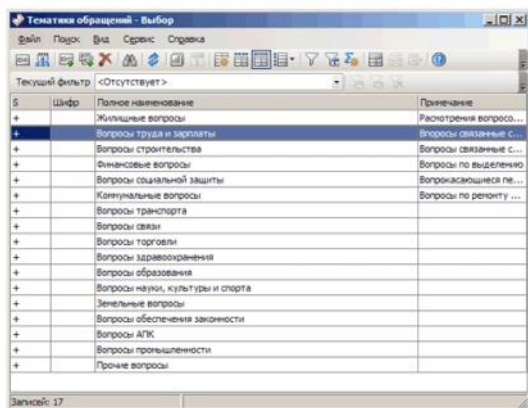 Тематики обращений - Выбор
Файл Поиск Вид Сервис Справка
Текущий фильтр <Отсутствует>
S Шифр Полное наименование Примечание
+ Жилищные вопросы Расмотрения вопросо...
+ Вопросы труда и зарплаты Впоросы связанные с...
+ Вопросы строительства Вопросы связанные с...
+ Финансовые вопросы Вопросы по выделению
+ Вопросы социальной защиты Вопрокасающиеся пе...
+ Коммунальные вопросы Вопросы по ремонту ...
+ Вопросы транспорта
+ Вопросы связи
+ Вопросы торговли
+ Вопросы здравоохранения
+ Вопросы образования
+ Вопросы науки, культуры и спорта
+ Земельные вопросы
+ Вопросы обеспечения законности
+ Вопросы АПК
+ Вопросы промышленности
+ Прочие вопросы
Записей: 17